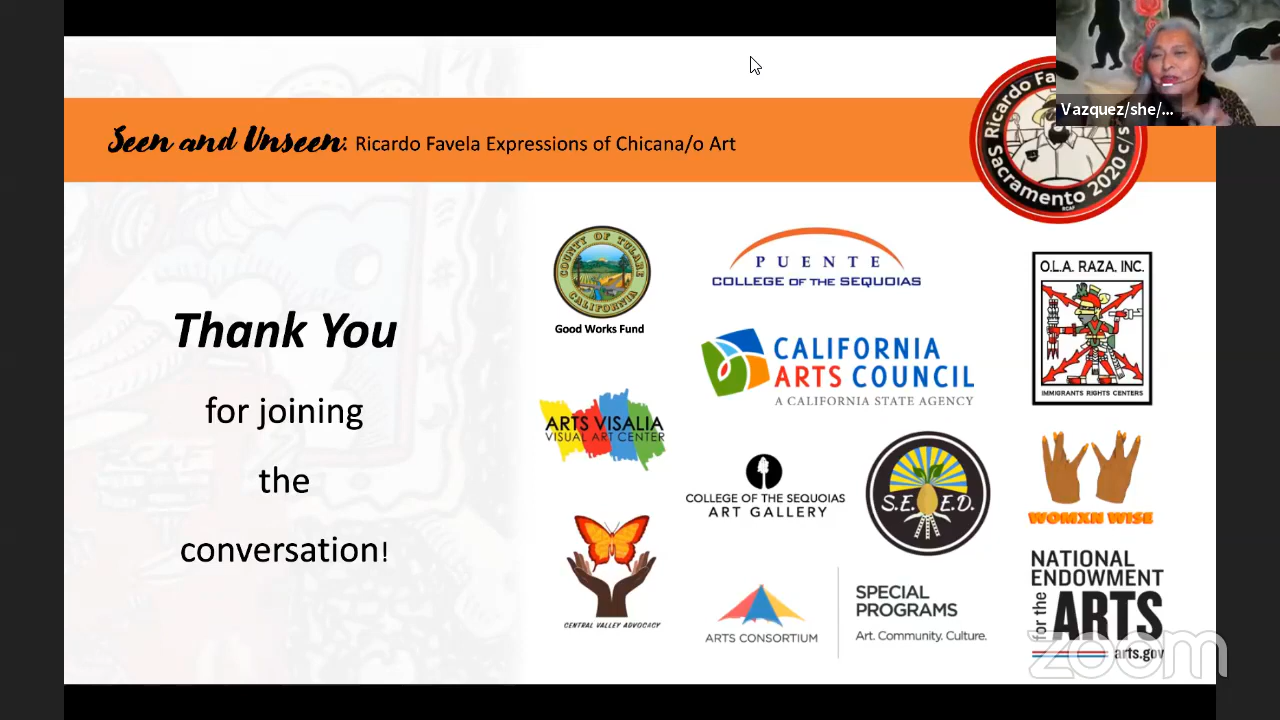 Vazquez/she/...
Seen and Unseen: Ricardo Favela Expressions of Chicana/o Art
Ricardo Fa
Sacramento 2020 c/s
RCAF
Thank You
for joining
the
conversation!
COUNTY OF TULARE
CALIFORNIA
Good Works Fund
PUENTE
COLLEGE OF THE SEQUOIAS
O.L.A. RAZA, INC.
IMMIGRANTS RIGHTS CENTERS
CALIFORNIA
ARTS COUNCIL
A CALIFORNIA STATE AGENCY
ARTS VISALIA
VISUAL ART CENTER
COLLEGE OF THE SEQUOIAS
ART GALLERY
S.E.E.D.
WOMXN WISE
CENTRAL VALLEY ADVOCACY
ARTS CONSORTIUM
SPECIAL
PROGRAMS
Art. Community. Culture.
NATIONAL
ENDOWMENT
for the
ARTS
arts.gov
zoom